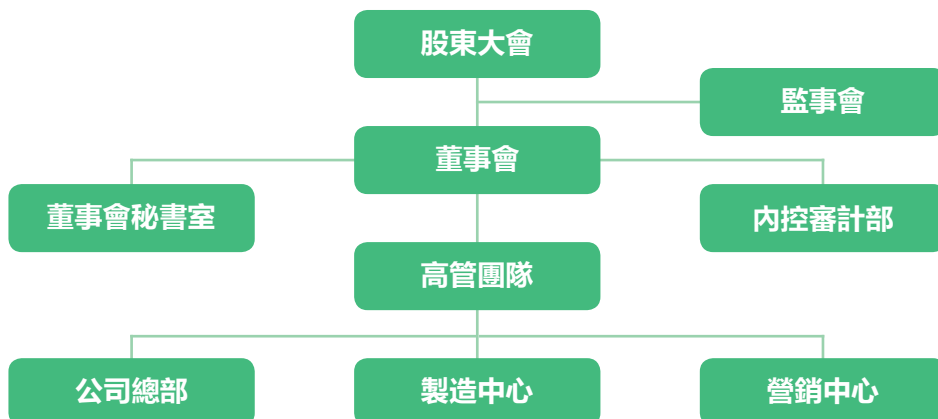 股東大會
監事會
董事會
董事會秘書室
內控審計部
高管團隊
公司總部
製造中心
營銷中心